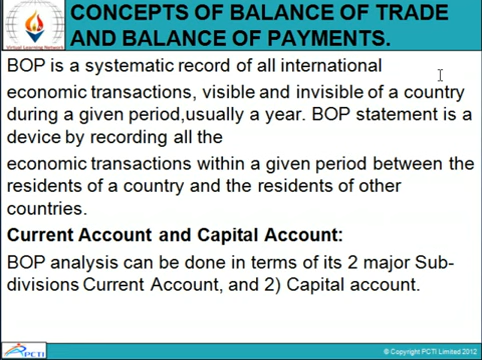 CONCEPTS OF BALANCE OF TRADE
AND BALANCE OF PAYMENTS.
Virtual Learning Network
BOP is a systematic record of all international
economic transactions, visible and invisible of a country
during a given period,usually a year. BOP statement is a
device by recording all the
economic transactions within a given period between the
residents of a country and the residents of other
countries.
Current Account and Capital Account:
BOP analysis can be done in terms of its 2 major Sub-
divisions Current Account, and 2) Capital account.
PCTI
© Copyright PCTI Limited 2012